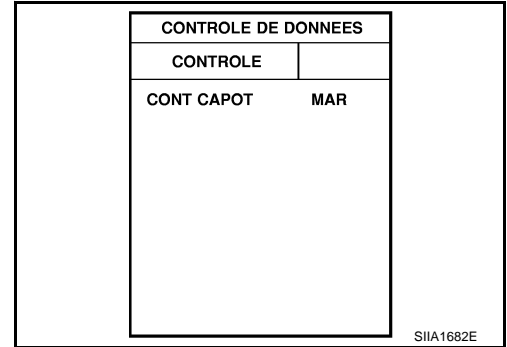 CONTROLE DE DONNEES
CONTROLE
CONT CAPOT MAR
SIIA1682E